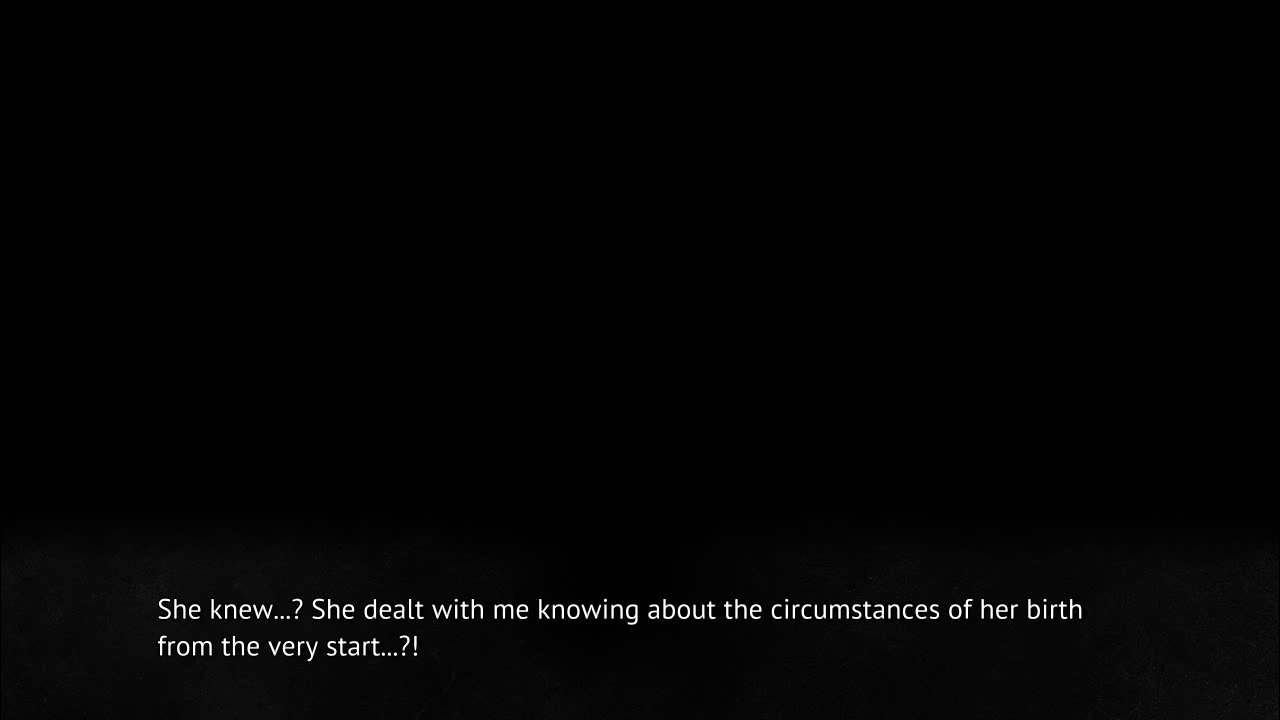 She knew...? She dealt with me knowing about the circumstances of her birth
from the very start...?!